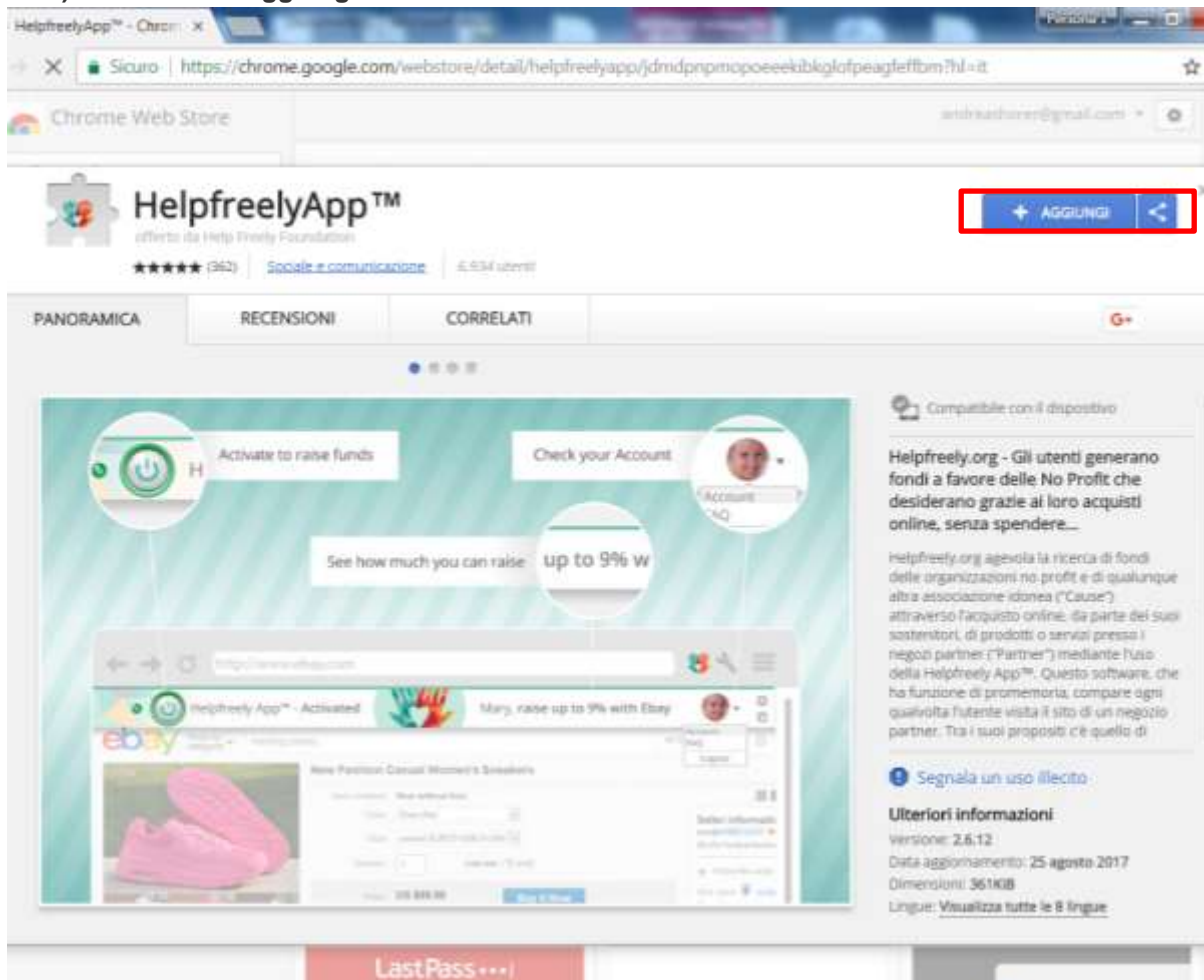 HelpfreelyApp™ - Chrom
Persona 1
Sicuro | https://chrome.google.com/webstore/detail/helpfreelyapp/
Chrome Web Store
HelpfreelyApp™
offerto da Help Freely Foundation
+ AGGIUNGI
★★★★★ (362) Sociale e comunicazione 6.934 utenti
PANORAMICA RECENSIONI CORRELATI G+
Activate to raise funds
Check your Account
H
Account
FAQ
See how much you can raise
up to 9% w
http://www.ebay.com
Helpfreely App™ - Activated
Mary, raise up to 9% with Ebay
ebay
New Fashion Casual Women's Sneakers
Compatibile con il dispositivo
Helpfreely.org - Gli utenti generano
fondi a favore delle No Profit che
desiderano grazie ai loro acquisti
online, senza spendere...
Helpfreely.org agevola la ricerca di fondi
delle organizzazioni no profit e di qualunque
altra associazione idonea ("Cause")
attraverso l'acquisto online, da parte dei suoi
sostenitori, di prodotti o servizi presso i
negozi partner ("Partner") mediante l'uso
della Helpfreely App™. Questo software, che
ha funzione di promemoria, compare ogni
qualvolta l'utente visita il sito di un negozio
partner. Tra i suoi propositi c'è quello di
Segnala un uso illecito
Ulteriori informazioni
Versione: 2.6.12
Data aggiornamento: 25 agosto 2017
Dimensioni: 361KiB
Lingue: Visualizza tutte le 8 lingue
LastPass